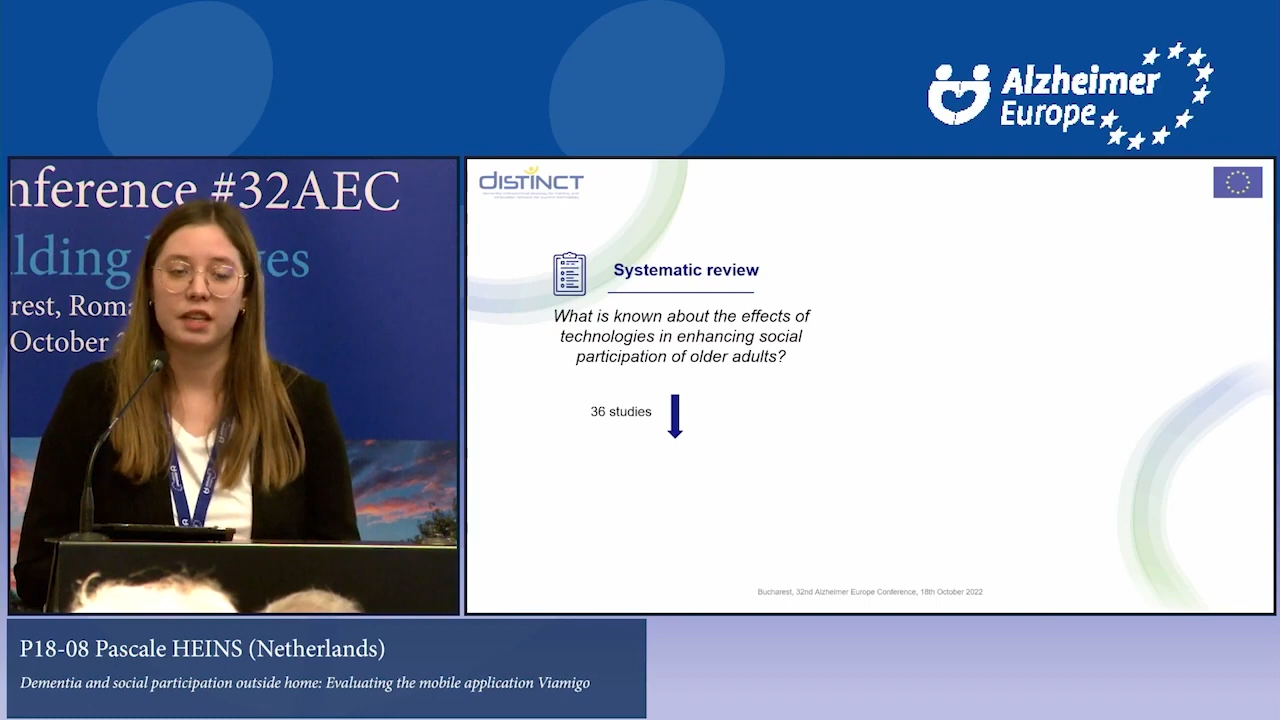 Alzheimer
Europe
nference #32AEC
lding
es
rest, Roma
October
DISTINCT
Systematic review
What is known about the effects of
technologies in enhancing social
participation of older adults?
36 studies
Bucharest, 32nd Alzheimer Europe Conference, 18th October 2022
P18-08 Pascale HEINS (Netherlands)
Dementia and social participation outside home: Evaluating the mobile application Viamigo